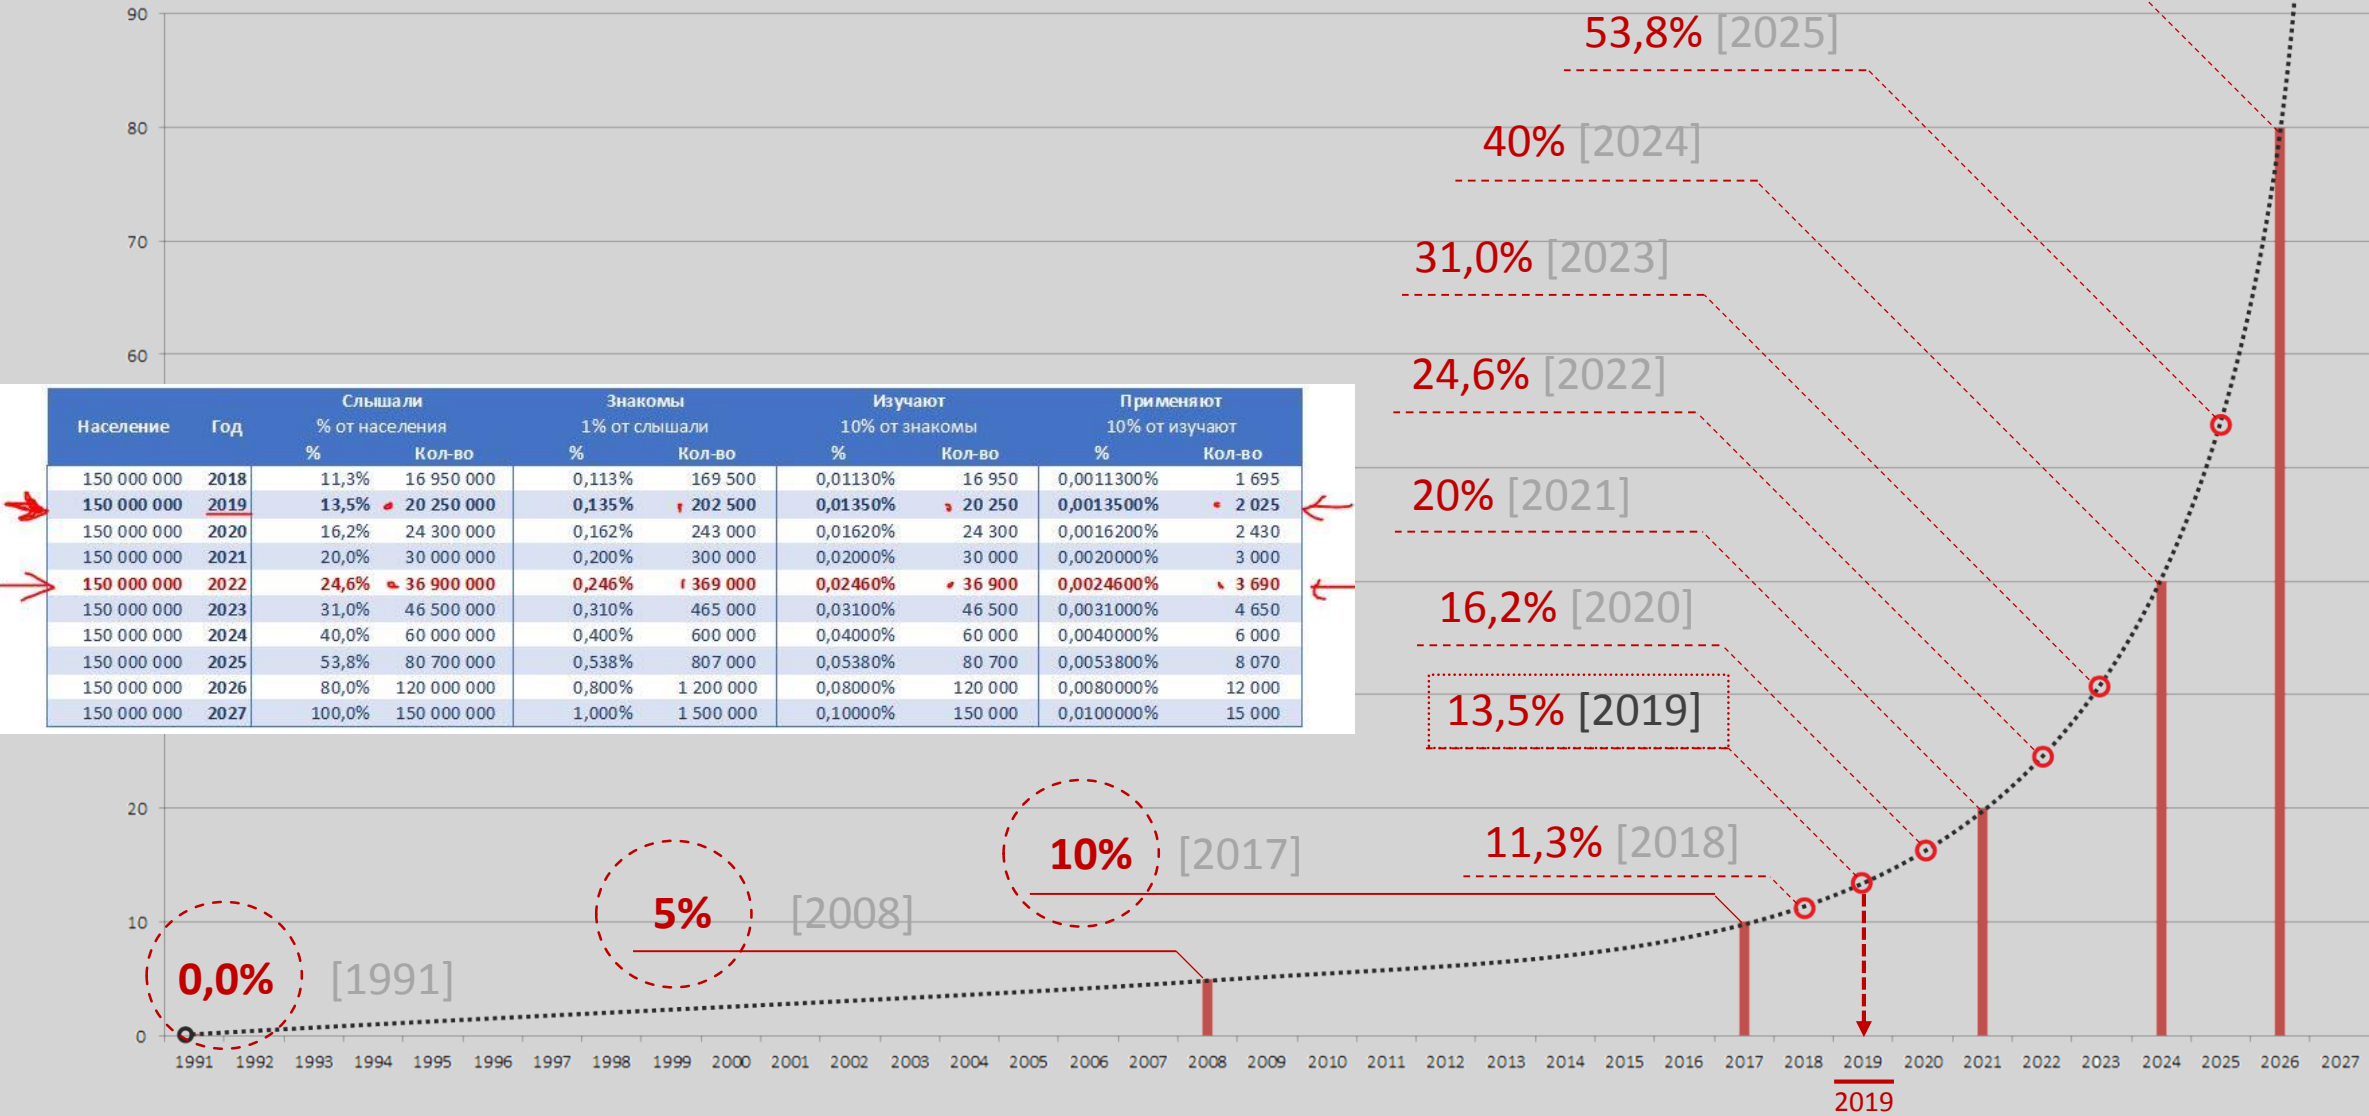 90
53,8% [2025]
80
40% [2024]
70
31,0% [2023]
60
24,6% [2022]
Население Год Слышали Знакомы Изучают Применяют
% от населения 1% от слышали 10% от знакомы 10% от изучают
% Кол-во % Кол-во % Кол-во % Кол-во
150 000 000 2018 11,3% 16 950 000 0,113% 169 500 0,01130% 16 950 0,0011300% 1 695
150 000 000 2019 13,5% 20 250 000 0,135% 202 500 0,01350% 20 250 0,0013500% 2 025
150 000 000 2020 16,2% 24 300 000 0,162% 243 000 0,01620% 24 300 0,0016200% 2 430
150 000 000 2021 20,0% 30 000 000 0,200% 300 000 0,02000% 30 000 0,0020000% 3 000
150 000 000 2022 24,6% 36 900 000 0,246% 369 000 0,02460% 36 900 0,0024600% 3 690
150 000 000 2023 31,0% 46 500 000 0,310% 465 000 0,03100% 46 500 0,0031000% 4 650
150 000 000 2024 40,0% 60 000 000 0,400% 600 000 0,04000% 60 000 0,0040000% 6 000
150 000 000 2025 53,8% 80 700 000 0,538% 807 000 0,05380% 80 700 0,0053800% 8 070
150 000 000 2026 80,0% 120 000 000 0,800% 1 200 000 0,08000% 120 000 0,0080000% 12 000
150 000 000 2027 100,0% 150 000 000 1,000% 1 500 000 0,10000% 150 000 0,0100000% 15 000
20% [2021]
16,2% [2020]
13,5% [2019]
20
11,3% [2018]
10% [2017]
5% [2008]
10
0,0% [1991]
0
1991 1992 1993 1994 1995 1996 1997 1998 1999 2000 2001 2002 2003 2004 2005 2006 2007 2008 2009 2010 2011 2012 2013 2014 2015 2016 2017 2018 2019 2020 2021 2022 2023 2024 2025 2026 2027
2019